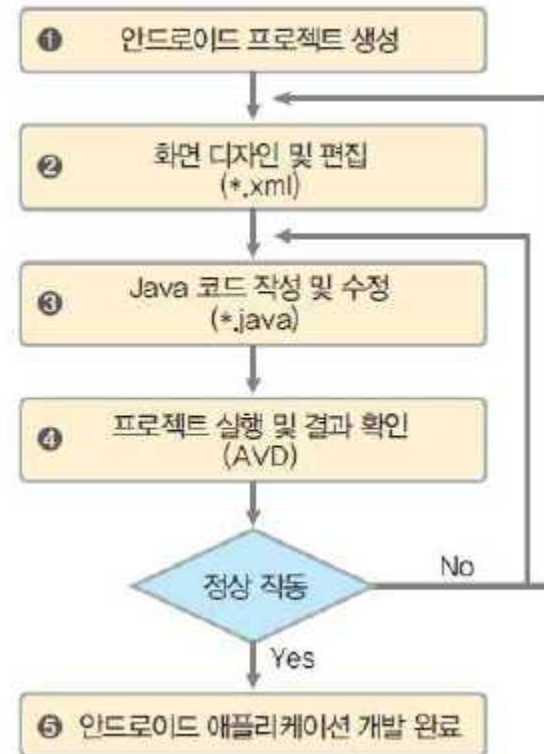 ❶ 안드로이드 프로젝트 생성
❷ 화면 디자인 및 편집
(*.xml)
❸ Java 코드 작성 및 수정
(*.java)
❹ 프로젝트 실행 및 결과 확인
(AVD)
정상 작동
No
Yes
❺ 안드로이드 애플리케이션 개발 완료